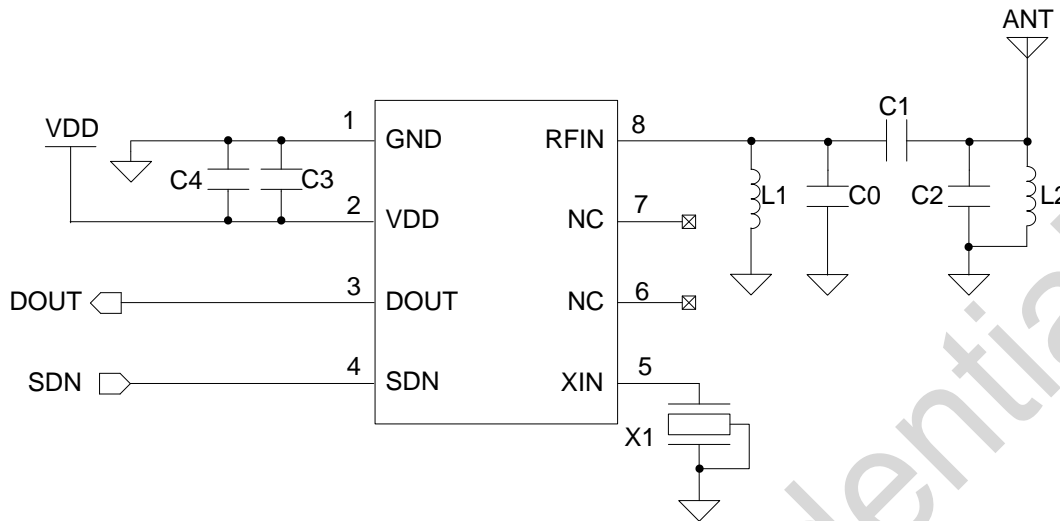 ANT
VDD
1
GND
RFIN
8
C1
C4
C3
2
VDD
NC
7
L1
C0
C2
L2
DOUT
3
DOUT
NC
6
SDN
4
SDN
XIN
5
X1
dentia